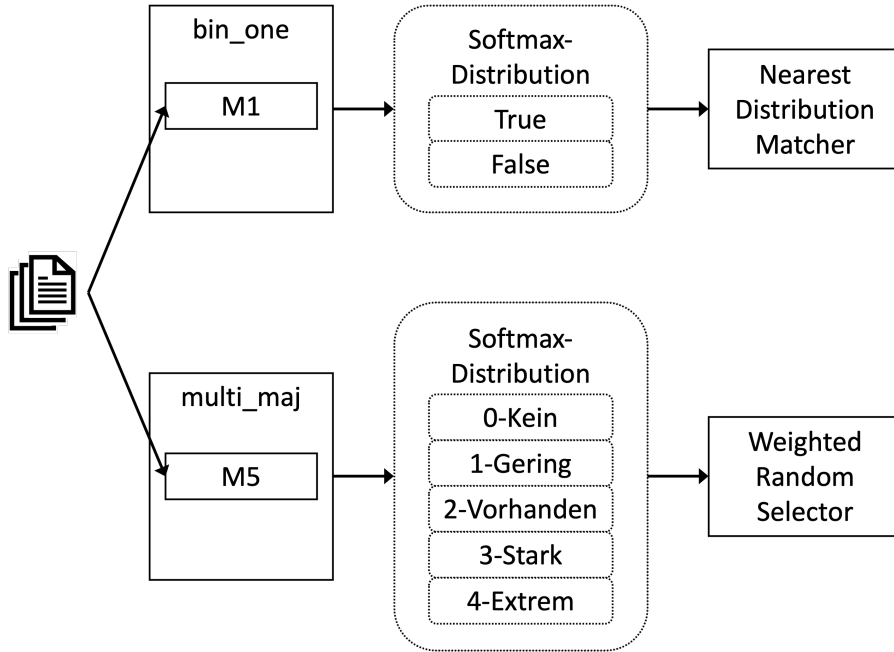 bin_one
M1
Softmax-
Distribution
True
False
Nearest
Distribution
Matcher
multi_maj
M5
Softmax-
Distribution
0-Kein
1-Gering
2-Vorhanden
3-Stark
4-Extrem
Weighted
Random
Selector